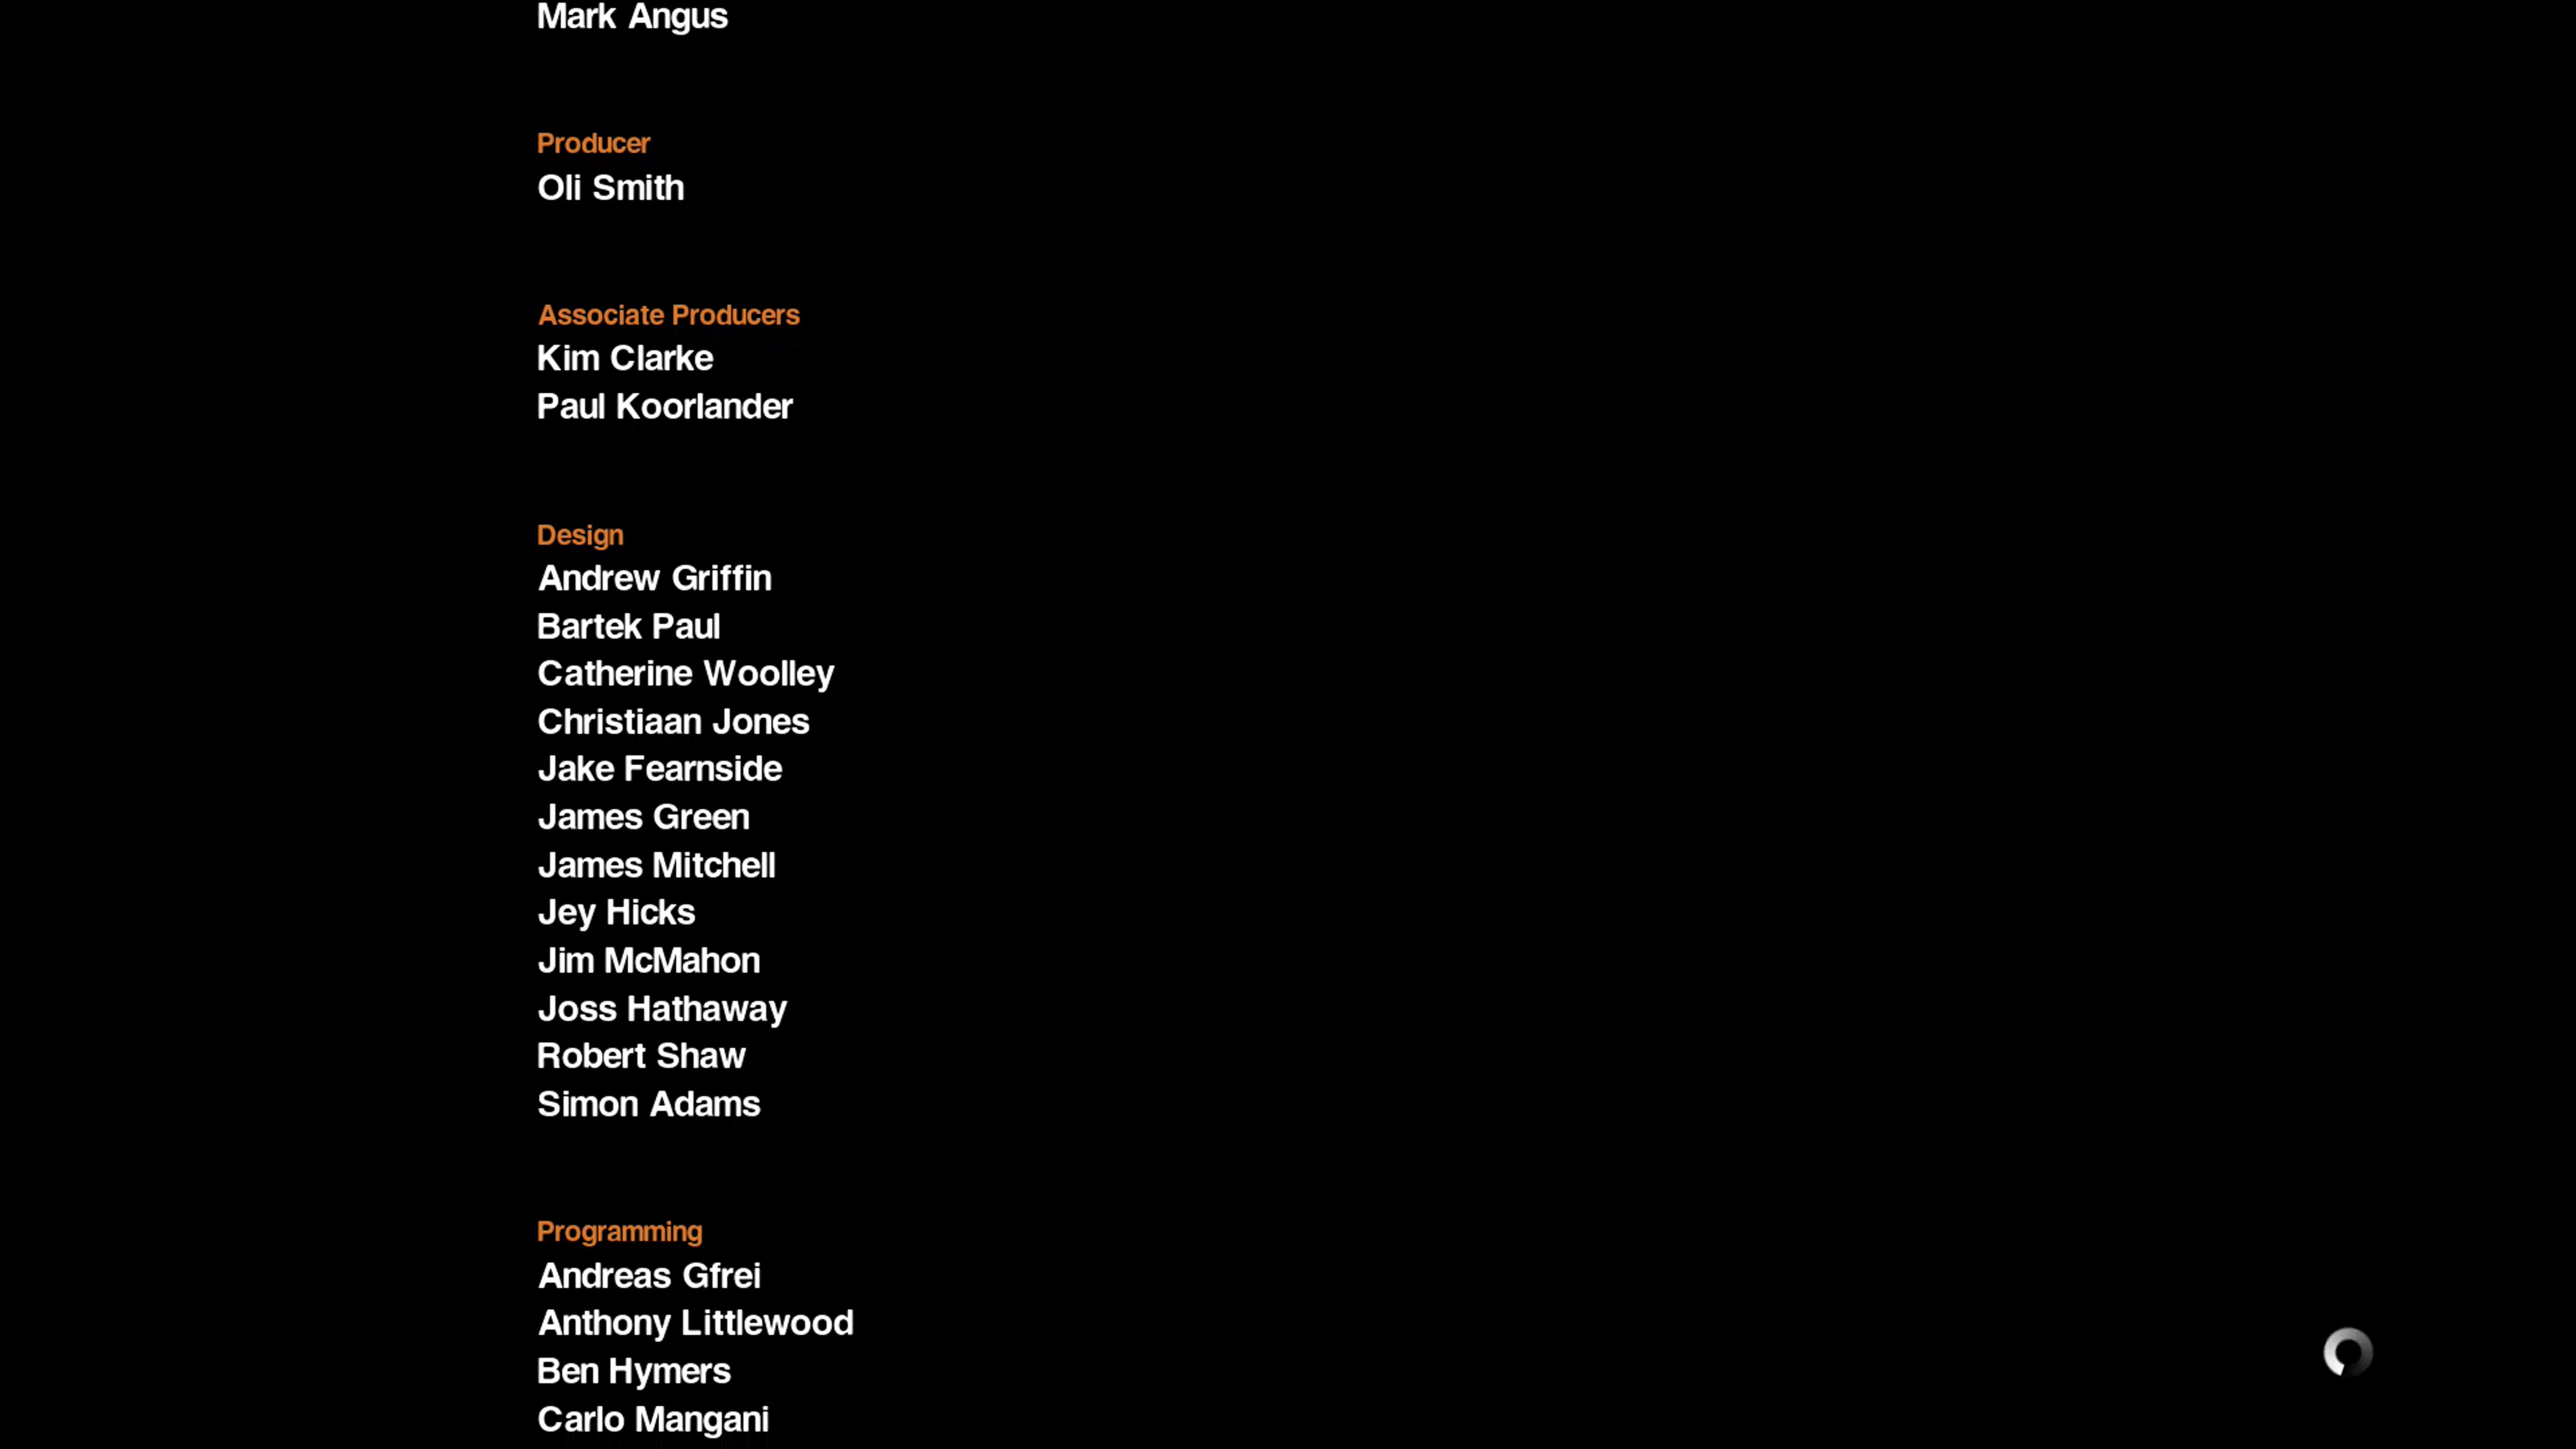 Mark Angus
Producer
Oli Smith
Associate Producers
Kim Clarke
Paul Koorlander
Design
Andrew Griffin
Bartek Paul
Catherine Woolley
Christiaan Jones
Jake Fearnside
James Green
James Mitchell
Jey Hicks
Jim McMahon
Joss Hathaway
Robert Shaw
Simon Adams
Programming
Andreas Gfrei
Anthony Littlewood
Ben Hymers
Carlo Mangani